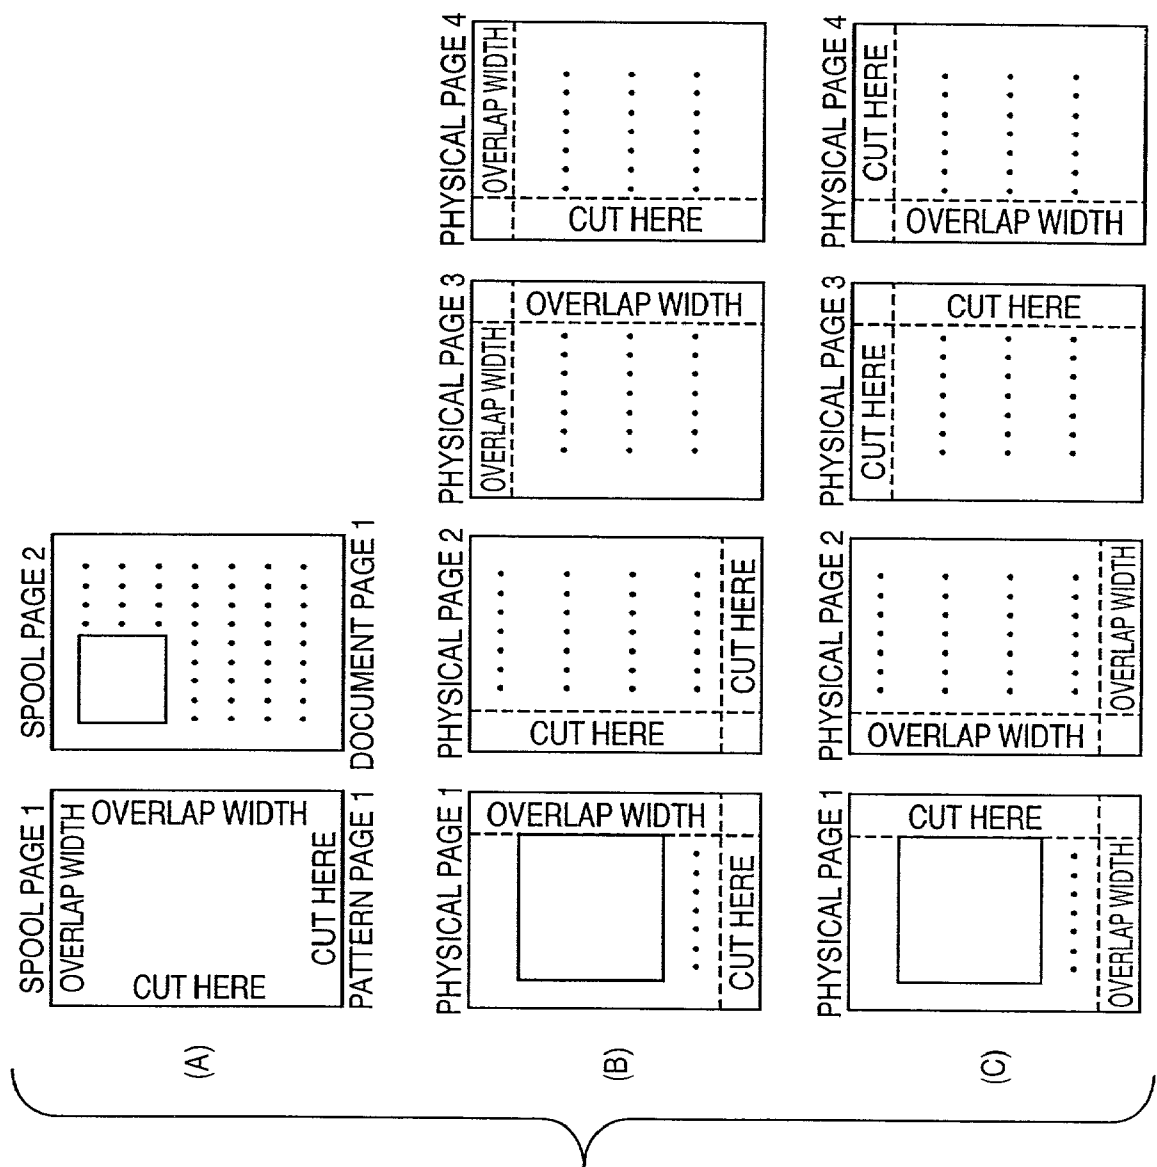 SPOOL PAGE 1
SPOOL PAGE 2
OVERLAP WIDTH
CUT HERE
OVERLAP WIDTH
CUT HERE
PATTERN PAGE 1
DOCUMENT PAGE 1
(A)
PHYSICAL PAGE 1
PHYSICAL PAGE 2
PHYSICAL PAGE 3
PHYSICAL PAGE 4
OVERLAP WIDTH
CUT HERE
CUT HERE
CUT HERE
OVERLAP WIDTH
OVERLAP WIDTH
OVERLAP WIDTH
CUT HERE
(B)
PHYSICAL PAGE 1
PHYSICAL PAGE 2
PHYSICAL PAGE 3
PHYSICAL PAGE 4
CUT HERE
OVERLAP WIDTH
OVERLAP WIDTH
OVERLAP WIDTH
CUT HERE
CUT HERE
CUT HERE
OVERLAP WIDTH
(C)